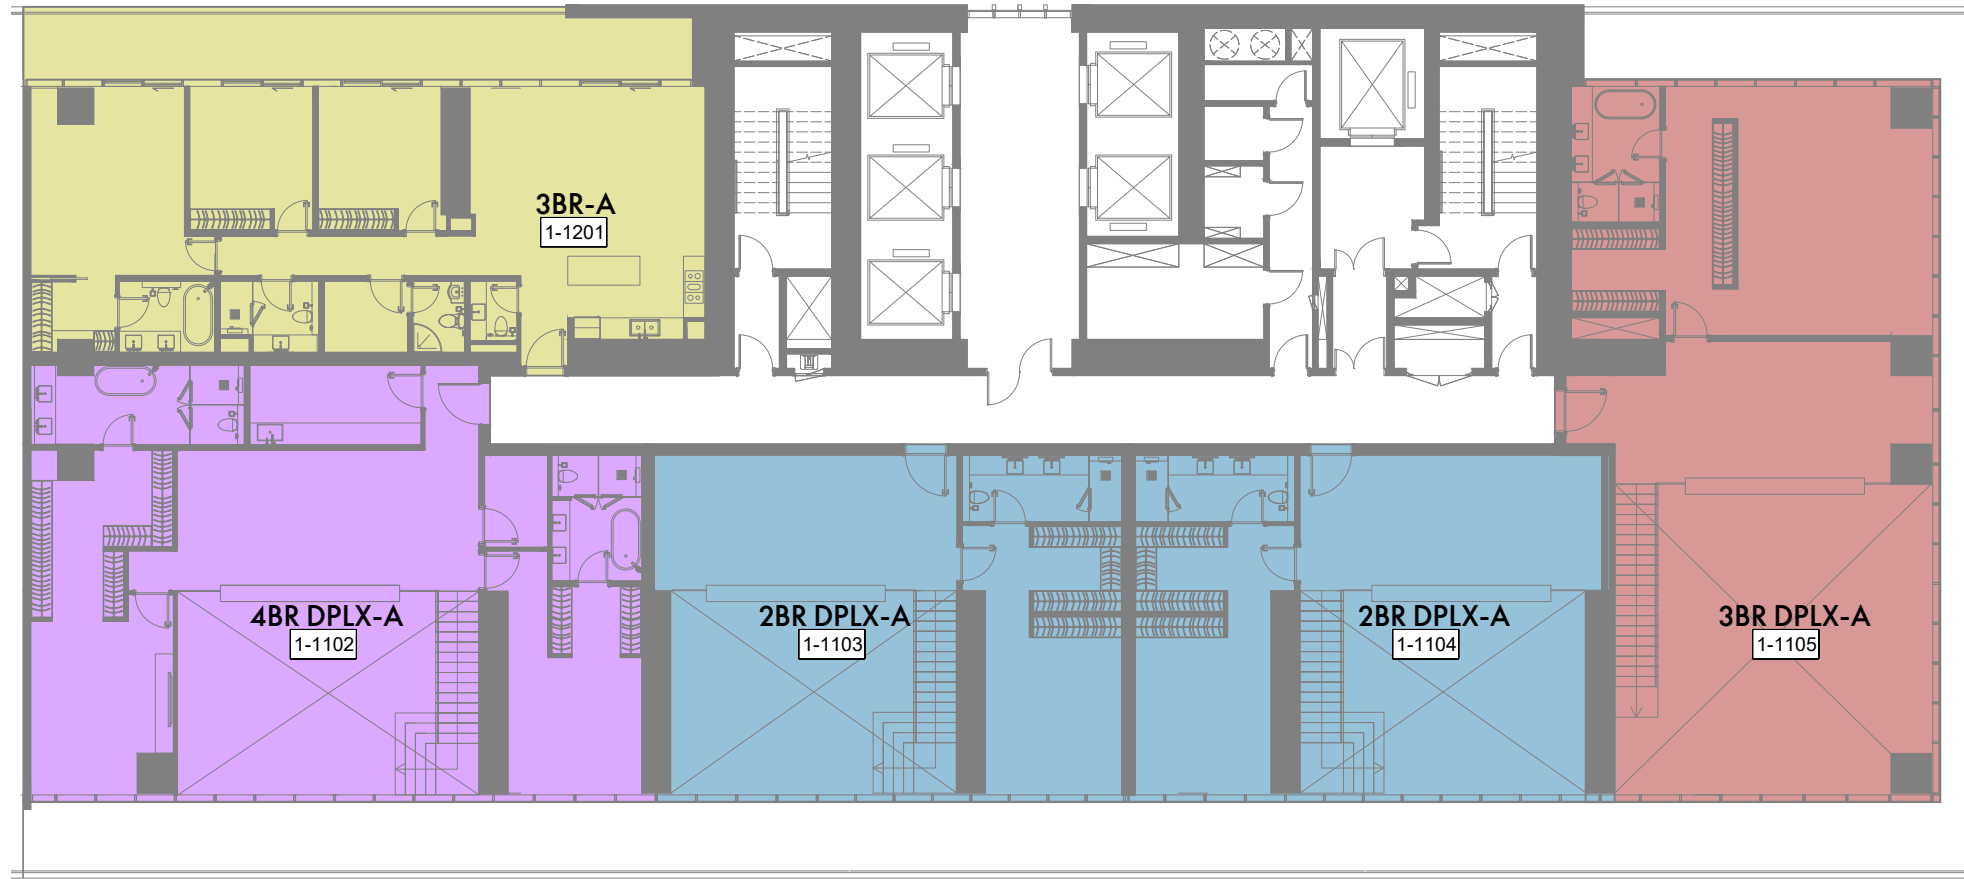 3BR-A
1-1201
4BR DPLX-A
1-1102
2BR DPLX-A
1-1103
2BR DPLX-A
1-1104
3BR DPLX-A
1-1105